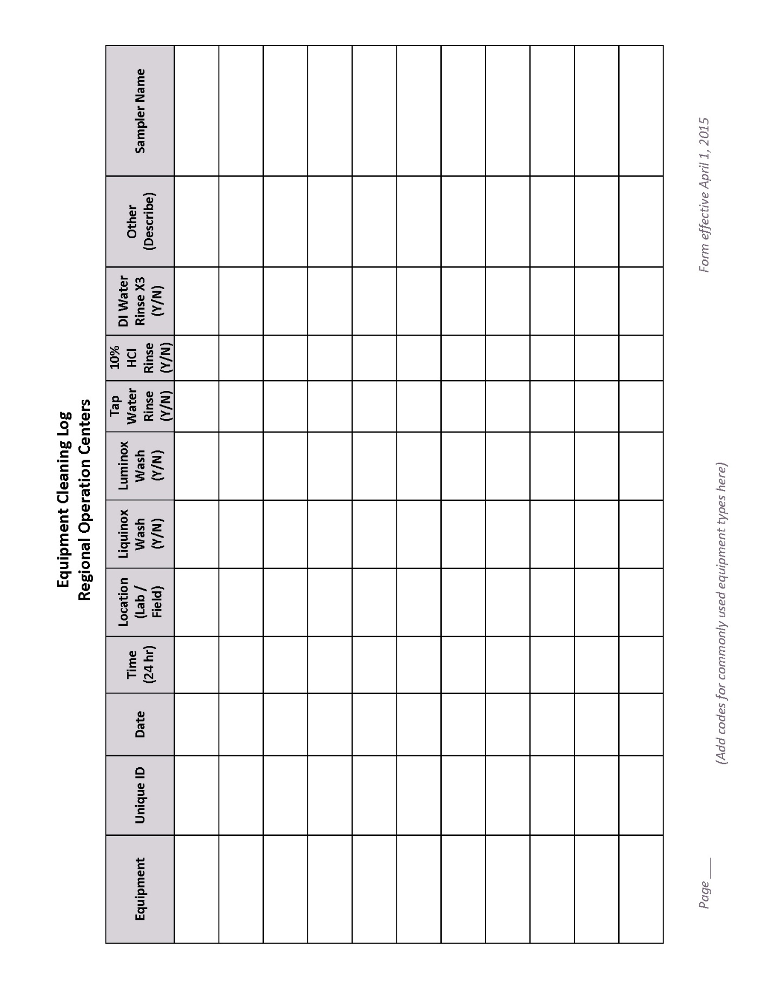 Equipment Cleaning Log
Regional Operation Centers
Equipment
Unique ID
Date
Time
(24 hr)
Location
(Lab /
Field)
Liquinox
Wash
(Y/N)
Luminox
Wash
(Y/N)
Tap
Water
Rinse
(Y/N)
10%
HCl
Rinse
(Y/N)
DI Water
Rinse X3
(Y/N)
Other
(Describe)
Sampler Name
Page ___
Form effective April 1, 2015
(Add codes for commonly used equipment types here)